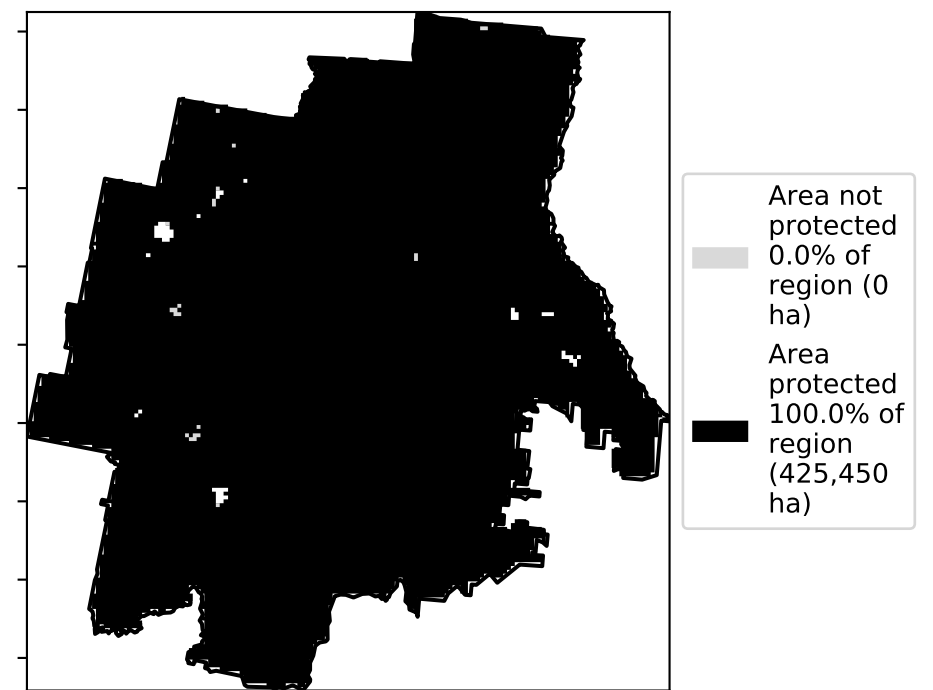 Area not
protected
0.0% of
region (0
ha)
Area
protected
100.0% of
region
(425,450
ha)